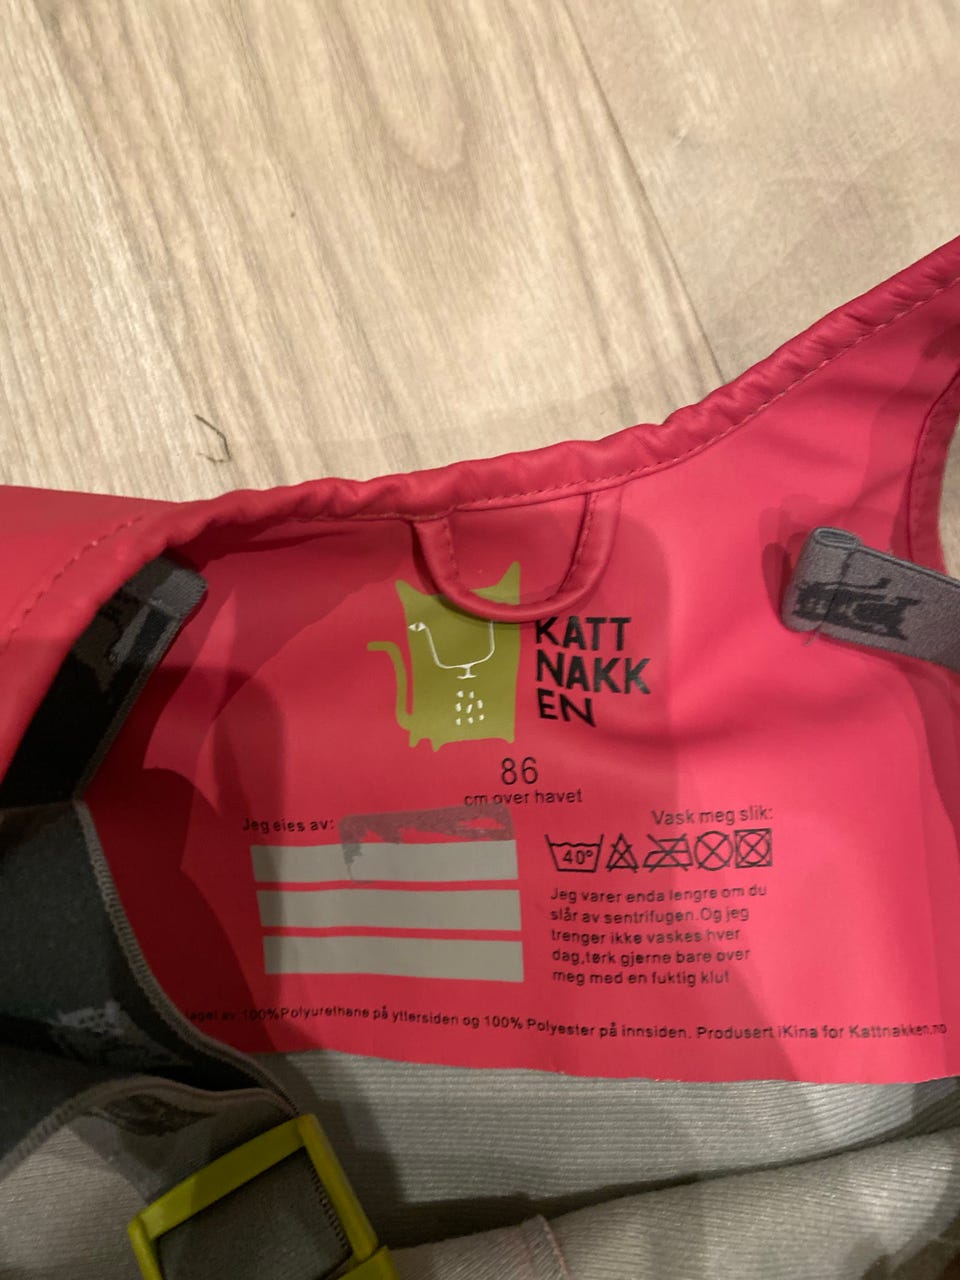 KATT
NAKK
EN
86
cm over havet
Jeg eies av:
Vask meg slik:
40°
Jeg varer enda lengre om du
slår av sentrifugen.Og jeg
trenger ikke vaskes hver
dag,tørk gjerne bare over
meg med en fuktig klut
laget av 100%Polyurethane på yttersiden og 100% Polyester på innsiden. Produsert iKina for Kattnakken.no